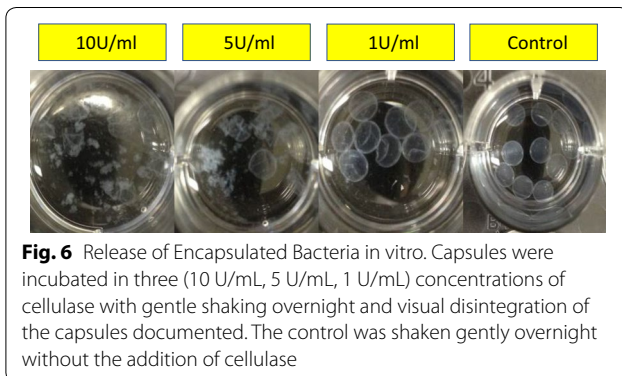 10U/ml 5U/ml 1U/ml Control
Fig. 6 Release of Encapsulated Bacteria in vitro. Capsules were
incubated in three (10 U/mL, 5 U/mL, 1 U/mL) concentrations of
cellulase with gentle shaking overnight and visual disintegration of
the capsules documented. The control was shaken gently overnight
without the addition of cellulase